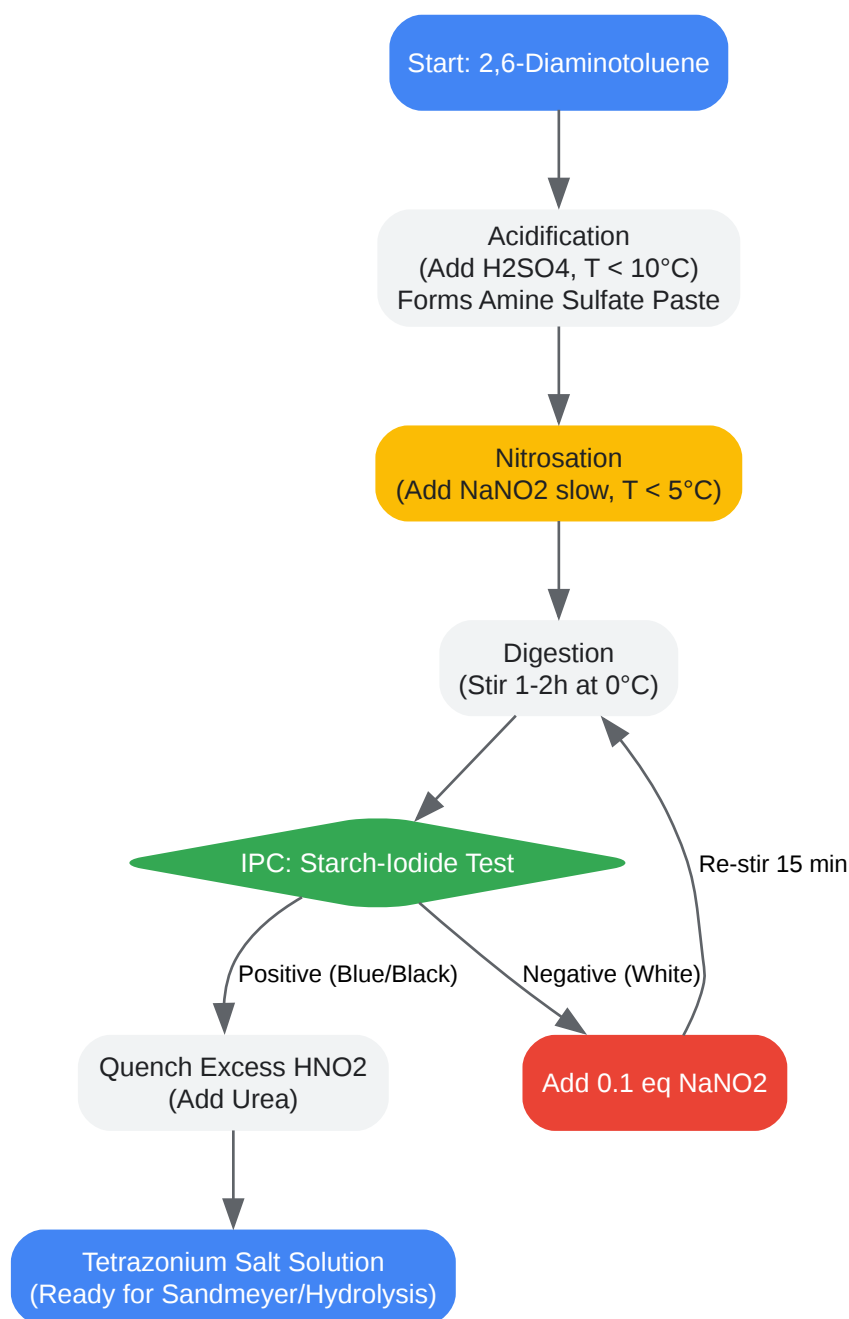 Start: 2,6-Diaminotoluene
Acidification
(Add H2SO4, T < 10°C)
Forms Amine Sulfate Paste
Nitrosation
(Add NaNO2 slow, T < 5°C)
Digestion
(Stir 1-2h at 0°C)
IPC: Starch-Iodide Test
Re-stir 15 min
Positive (Blue/Black)
Negative (White)
Quench Excess HNO2
(Add Urea)
Add 0.1 eq NaNO2
Tetrazonium Salt Solution
(Ready for Sandmeyer/Hydrolysis)